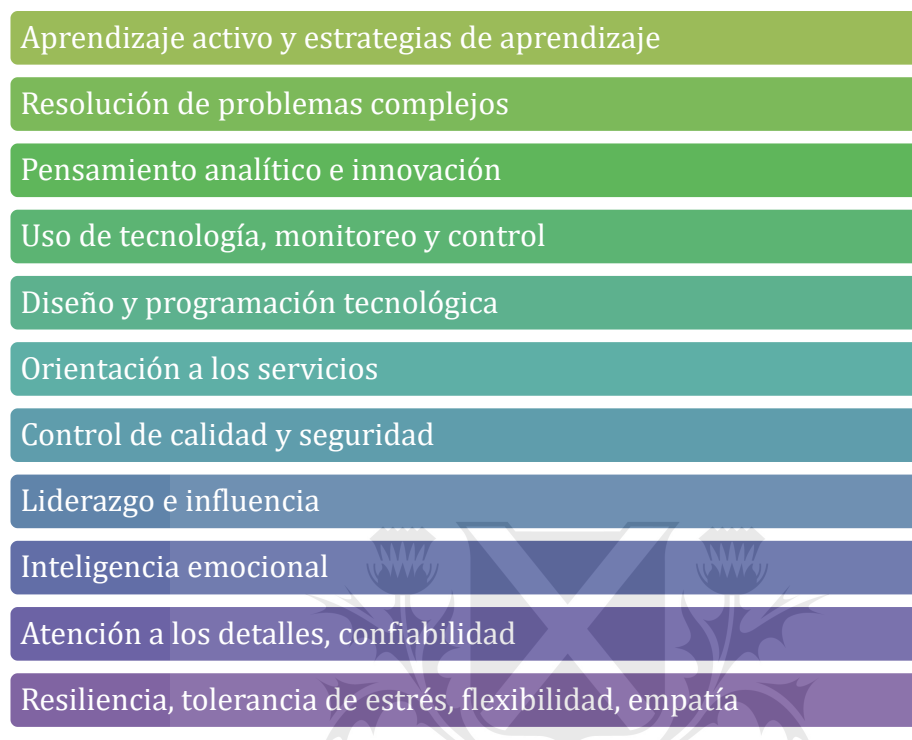 Aprendizaje activo y estrategias de aprendizaje
Resolución de problemas complejos
Pensamiento analítico e innovación
Uso de tecnología, monitoreo y control
Diseño y programación tecnológica
Orientación a los servicios
Control de calidad y seguridad
Liderazgo e influencia
Inteligencia emocional
Atención a los detalles, confiabilidad
Resiliencia, tolerancia de estrés, flexibilidad, empatía